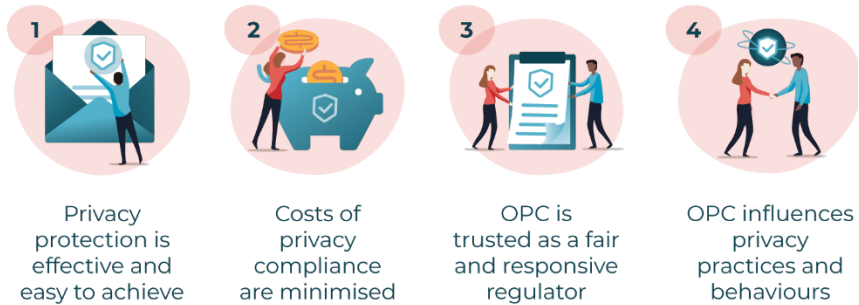 1
Privacy
protection is
effective and
easy to achieve
2
Costs of
privacy
compliance
are minimised
3
OPC is
trusted as a fair
and responsive
regulator
4
OPC influences
privacy
practices and
behaviours